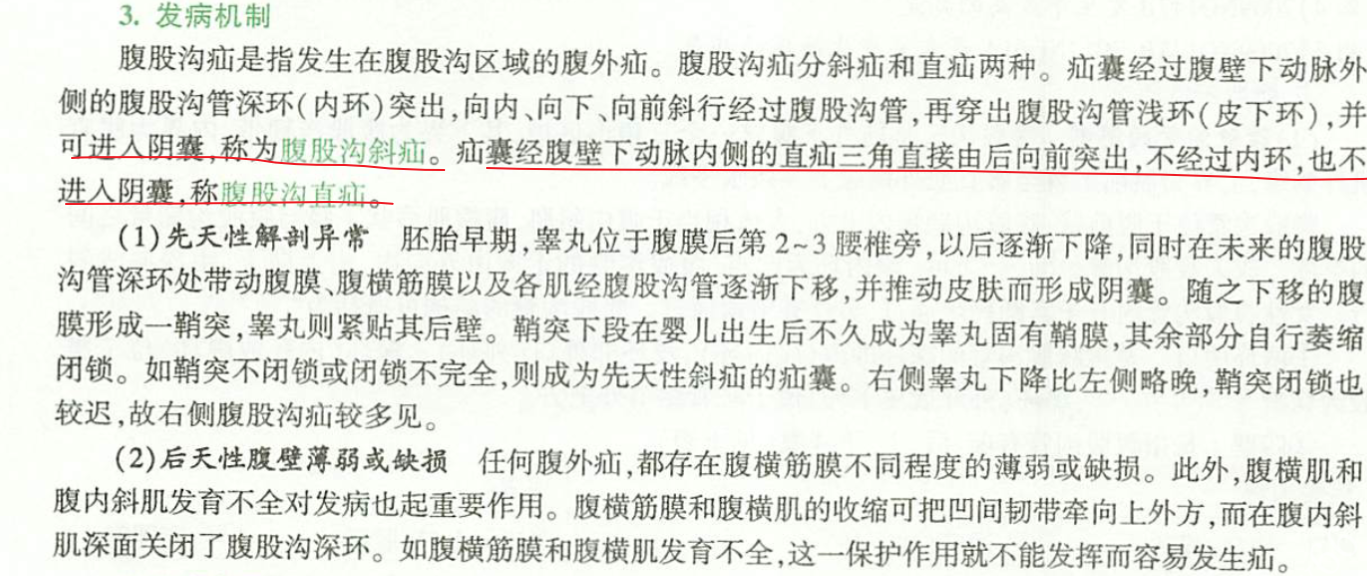 3. 发病机制
腹股沟疝是指发生在腹股沟区域的腹外疝。腹股沟疝分斜疝和直疝两种。疝囊经过腹壁下动脉外
侧的腹股沟管深环(内环)突出,向内、向下、向前斜行经过腹股沟管,再穿出腹股沟管浅环(皮下环),并
可进入阴囊,称为腹股沟斜疝。疝囊经腹壁下动脉内侧的直疝三角直接由后向前突出,不经过内环,也不
进入阴囊,称腹股沟直疝。
(1)先天性解剖异常 胚胎早期,睾丸位于腹膜后第2~3腰椎旁,以后逐渐下降,同时在未来的腹股
沟管深环处带动腹膜、腹横筋膜以及各肌经腹股沟管逐渐下移,并推动皮肤而形成阴囊。随之下移的腹
膜形成一鞘突,睾丸则紧贴其后壁。鞘突下段在婴儿出生后不久成为睾丸固有鞘膜,其余部分自行萎缩
闭锁。如鞘突不闭锁或闭锁不完全,则成为先天性斜疝的疝囊。右侧睾丸下降比左侧略晚,鞘突闭锁也
较迟,故右侧腹股沟疝较多见。
(2)后天性腹壁薄弱或缺损 任何腹外疝,都存在腹横筋膜不同程度的薄弱或缺损。此外,腹横肌和
腹内斜肌发育不全对发病也起重要作用。腹横筋膜和腹横肌的收缩可把凹间韧带牵向上外方,而在腹内斜
肌深面关闭了腹股沟深环。如腹横筋膜和腹横肌发育不全,这一保护作用就不能发挥而容易发生疝。